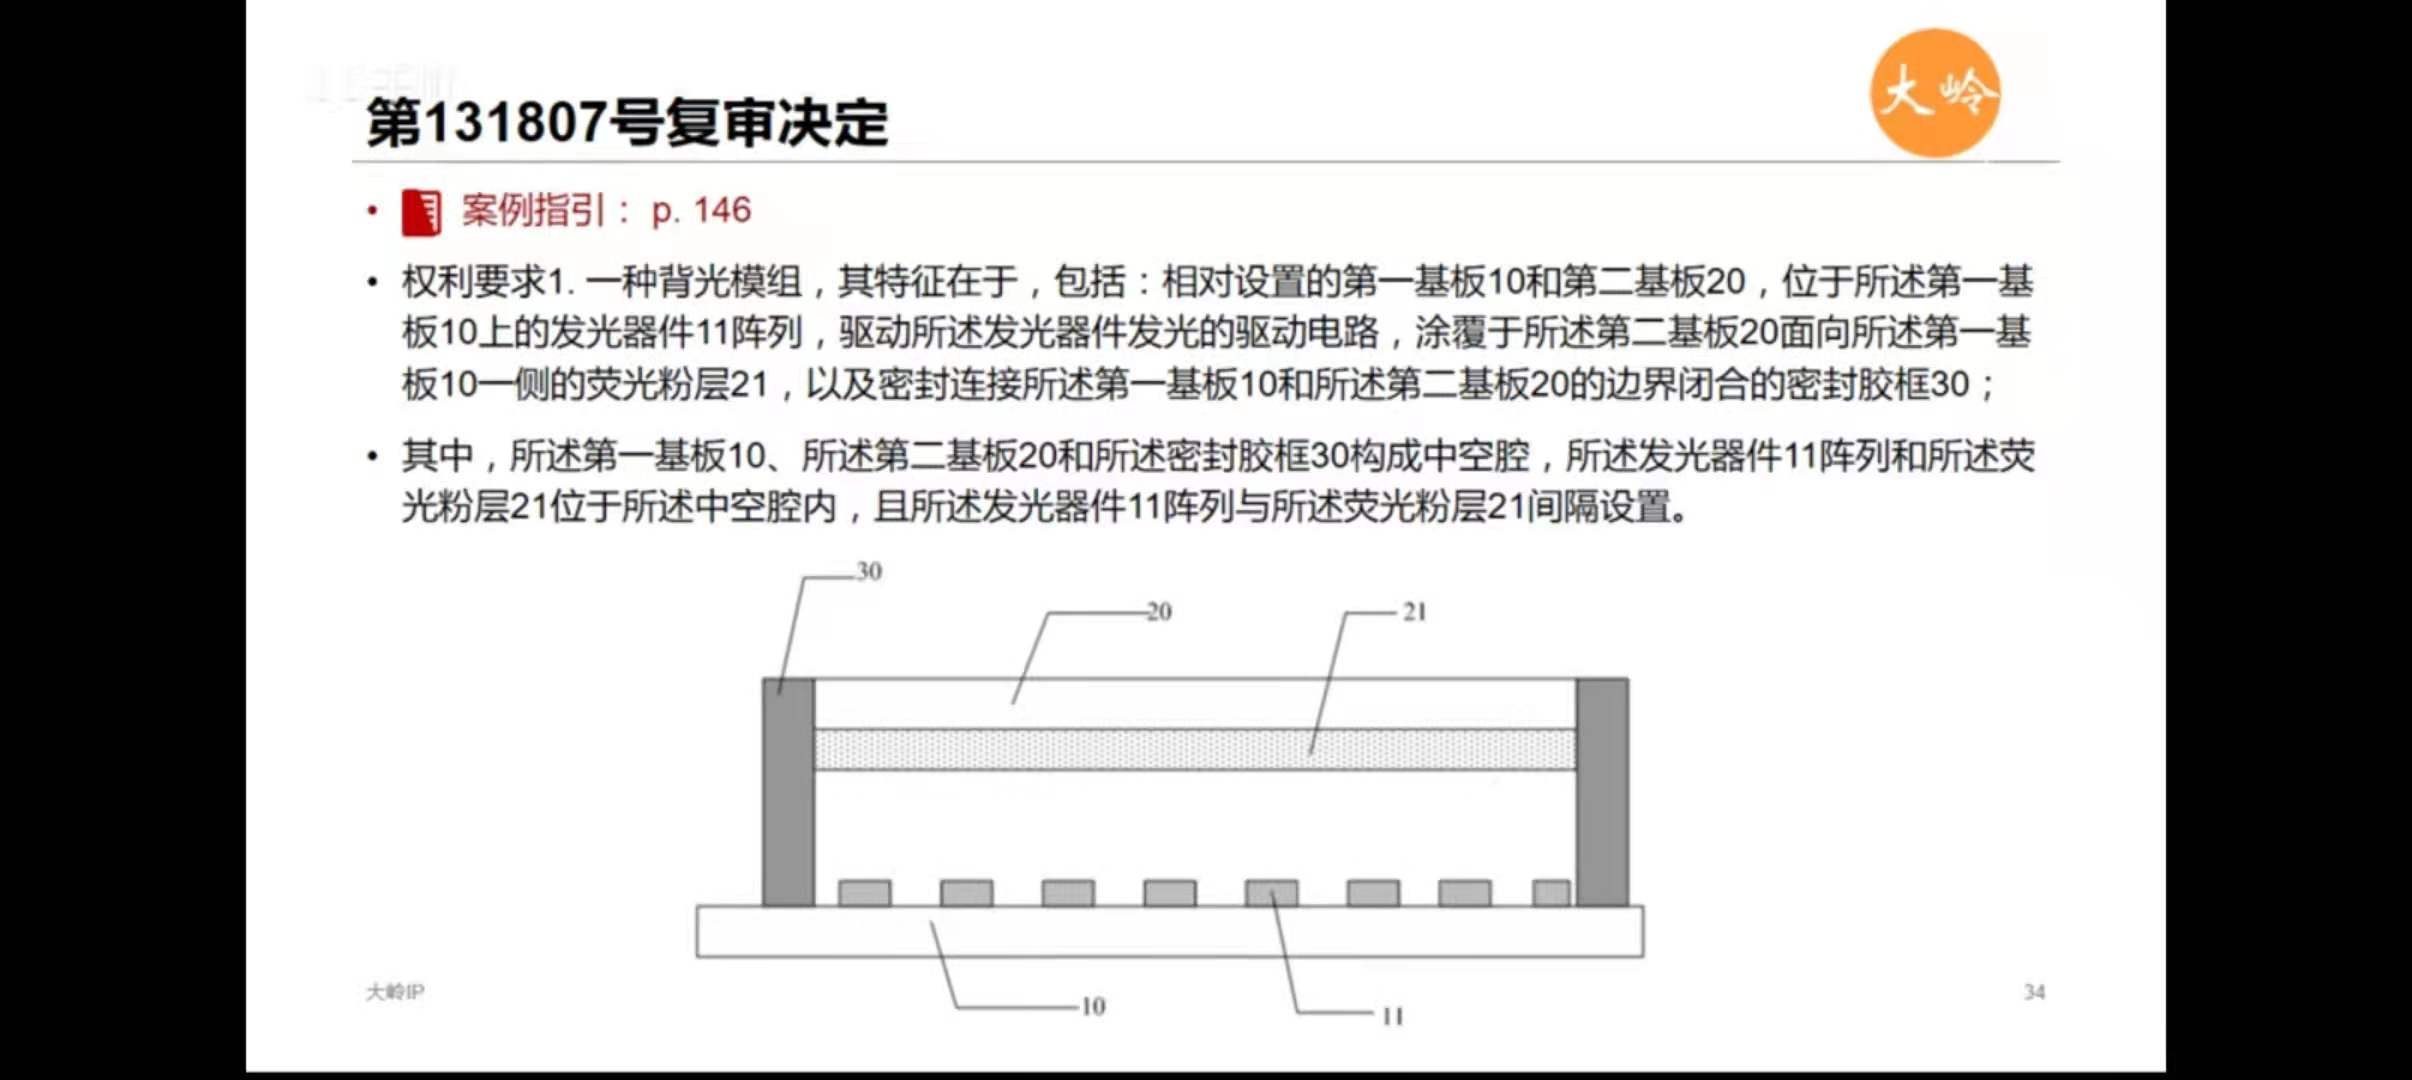 大岭
第131807号复审决定
• 案例指引： p. 146
• 权利要求1. 一种背光模组，其特征在于，包括：相对设置的第一基板10和第二基板20，位于所述第一基
板10上的发光器件11阵列，驱动所述发光器件发光的驱动电路，涂覆于所述第二基板20面向所述第一基
板10一侧的荧光粉层21，以及密封连接所述第一基板10和所述第二基板20的边界闭合的密封胶框30；
• 其中，所述第一基板10、所述第二基板20和所述密封胶框30构成中空腔，所述发光器件11阵列和所述荧
光粉层21位于所述中空腔内，且所述发光器件11阵列与所述荧光粉层21间隔设置。
30
20
21
10
11
大岭IP
34